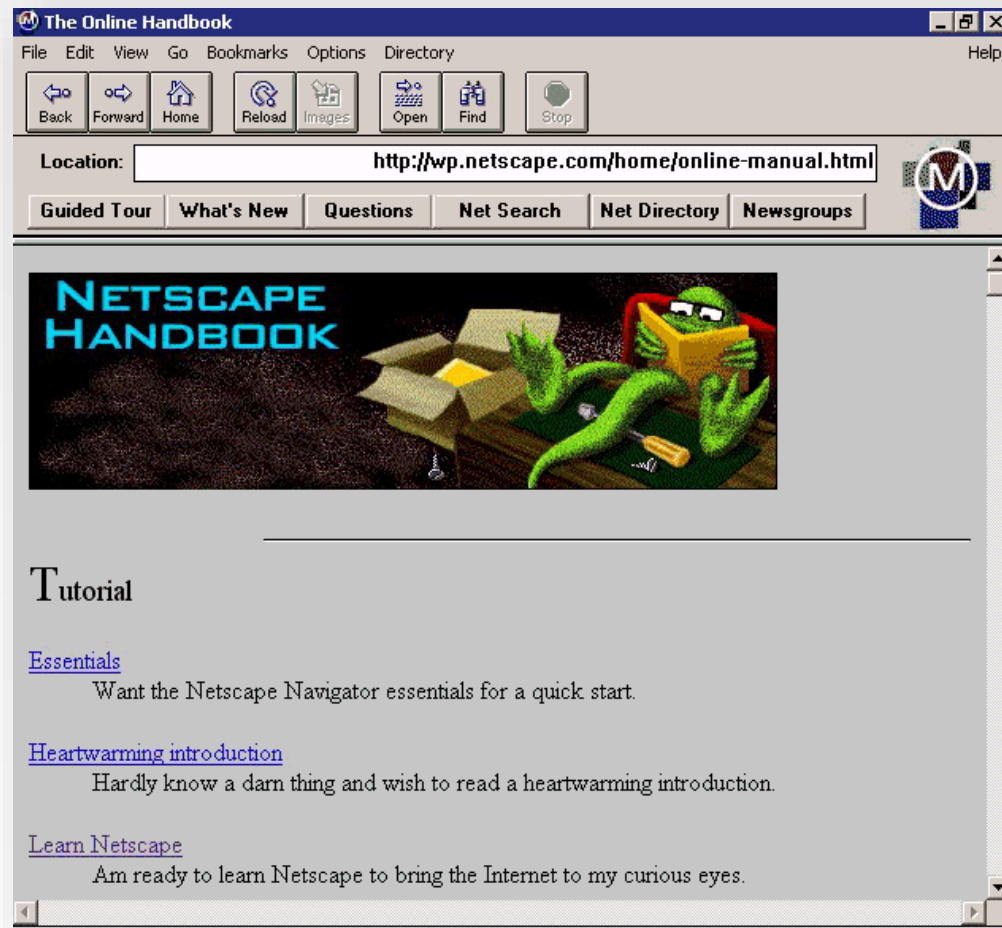 The Online Handbook
File Edit View Go Bookmarks Options Directory Help
Back Forward Home Reload Images Open Find Stop
Location: http://wp.netscape.com/home/online-manual.html
M
Guided Tour What's New Questions Net Search Net Directory Newsgroups
NETSCAPE
HANDBOOK
Tutorial
Essentials
Want the Netscape Navigator essentials for a quick start.
Heartwarming introduction
Hardly know a darn thing and wish to read a heartwarming introduction.
Learn Netscape
Am ready to learn Netscape to bring the Internet to my curious eyes.